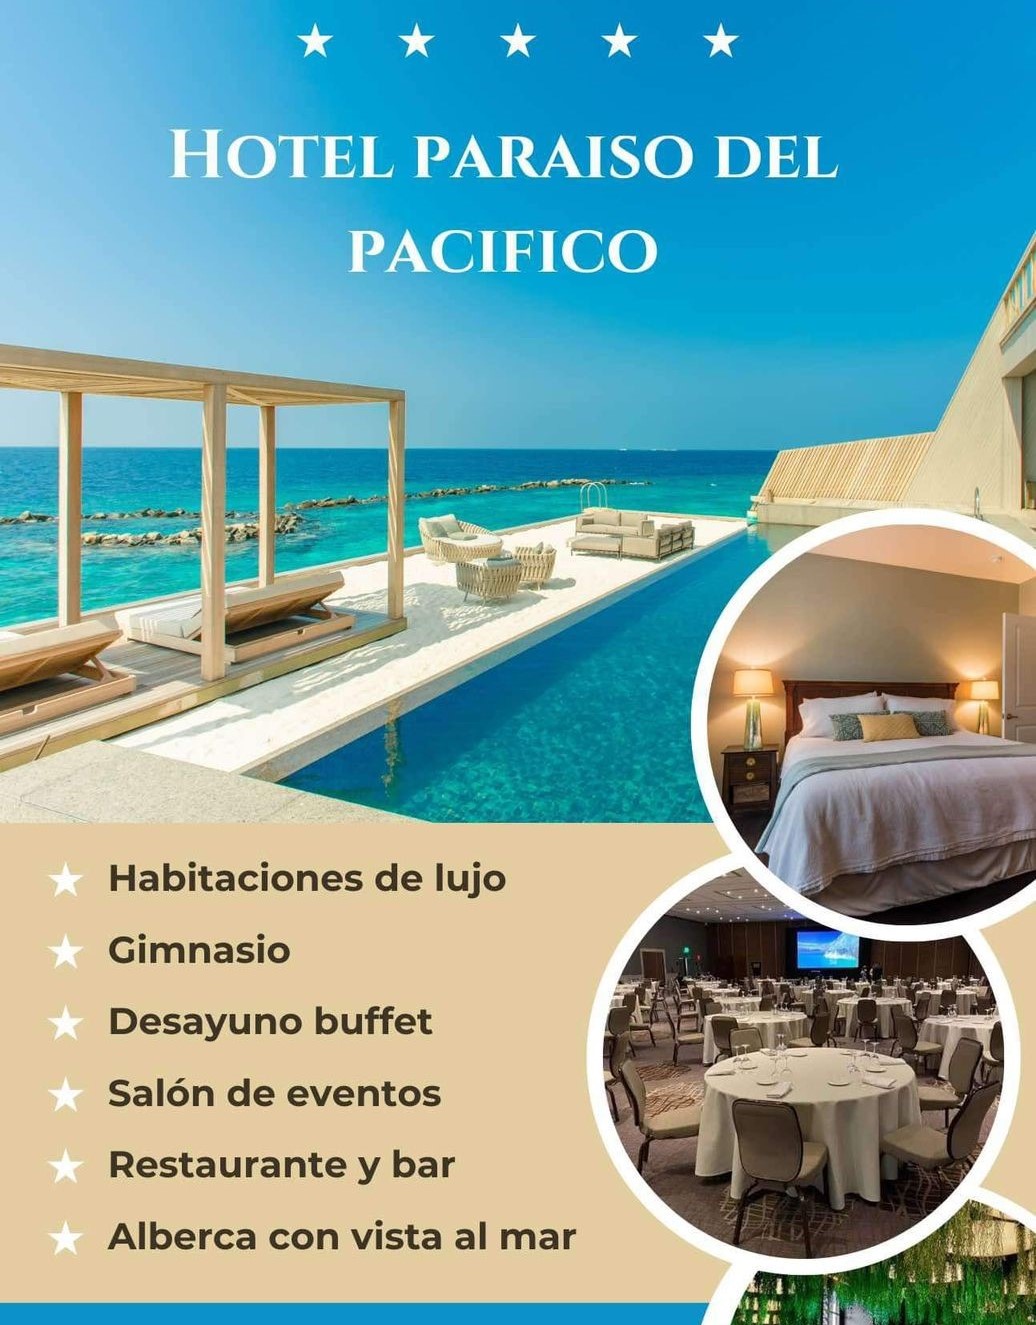 Hotel paraiso del
pacifico
Habitaciones de lujo
Gimnasio
Desayuno buffet
Salón de eventos
Restaurante y bar
Alberca con vista al mar